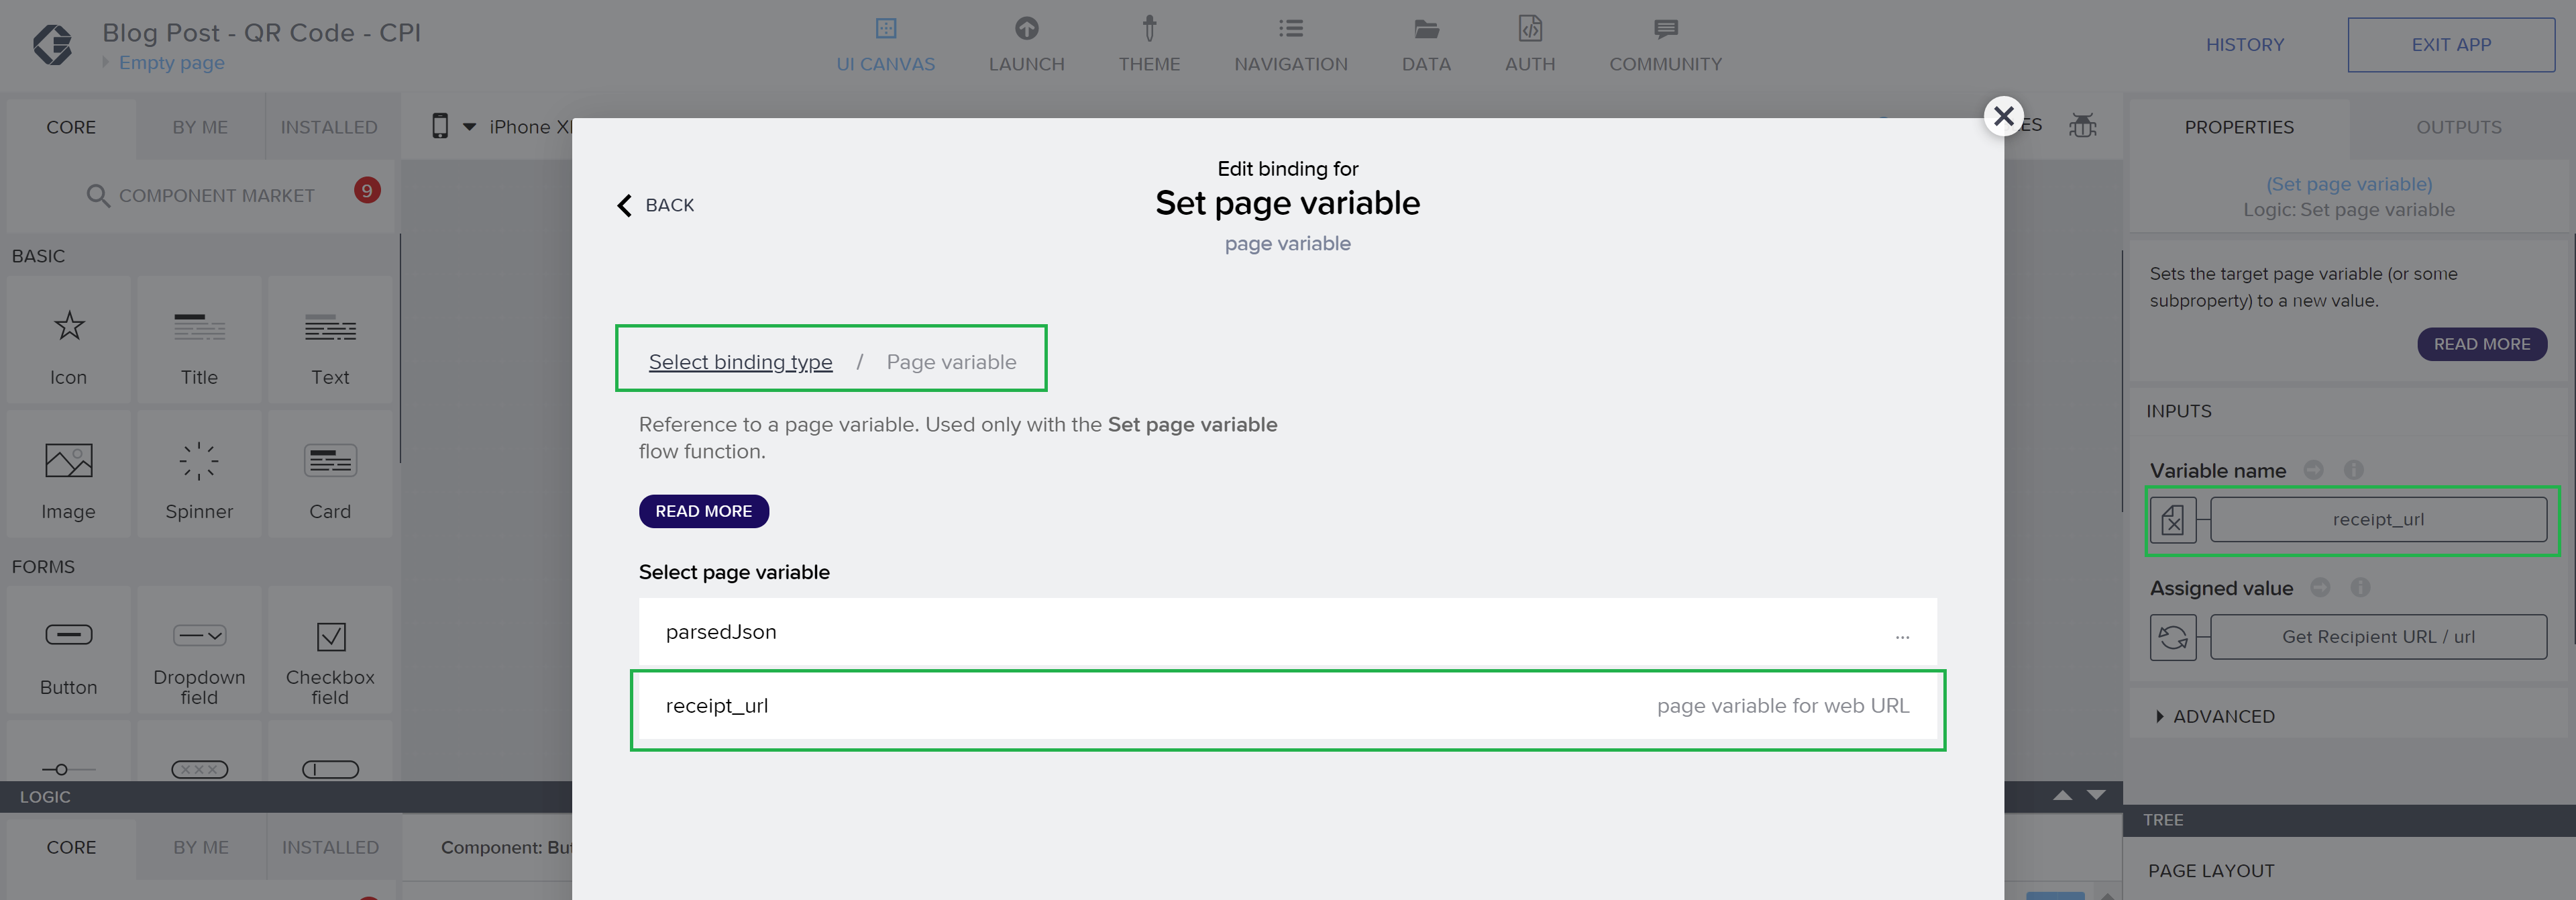 Blog Post - QR Code - CPI
Empty page
UI CANVAS
LAUNCH
THEME
NAVIGATION
DATA
AUTH
COMMUNITY
HISTORY
EXIT APP
CORE
BY ME
INSTALLED
COMPONENT MARKET
9
BASIC
Icon
Title
Text
Image
Spinner
Card
FORMS
Button
Dropdown
field
Checkbox
field
LOGIC
CORE
BY ME
INSTALLED
iPhone X
Component: Bu
Edit binding for
Set page variable
page variable
BACK
Select binding type / Page variable
Reference to a page variable. Used only with the Set page variable
flow function.
READ MORE
Select page variable
parsedJson ...
receipt_url page variable for web URL
PROPERTIES
OUTPUTS
(Set page variable)
Logic: Set page variable
Sets the target page variable (or some
subproperty) to a new value.
READ MORE
INPUTS
Variable name
receipt_url
Assigned value
Get Recipient URL / url
ADVANCED
TREE
PAGE LAYOUT